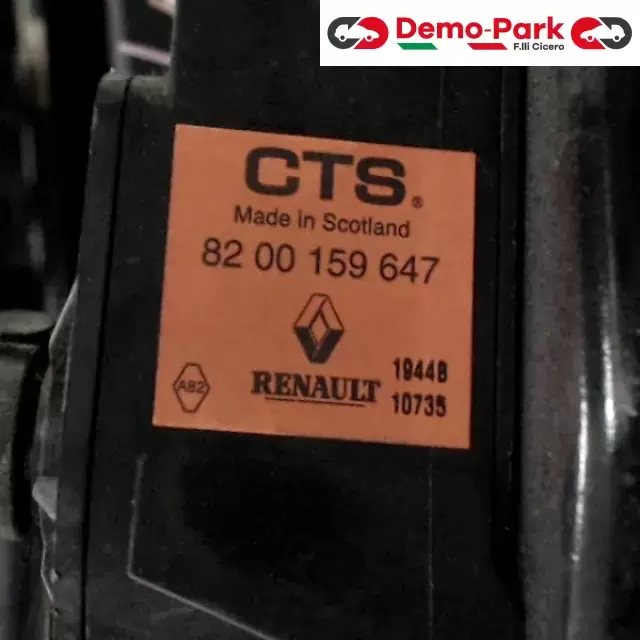 Demo-Park
F.lli Cicero
CTS®
Made in Scotland
82 00 159 647
A82
RENAULT
19448
10735